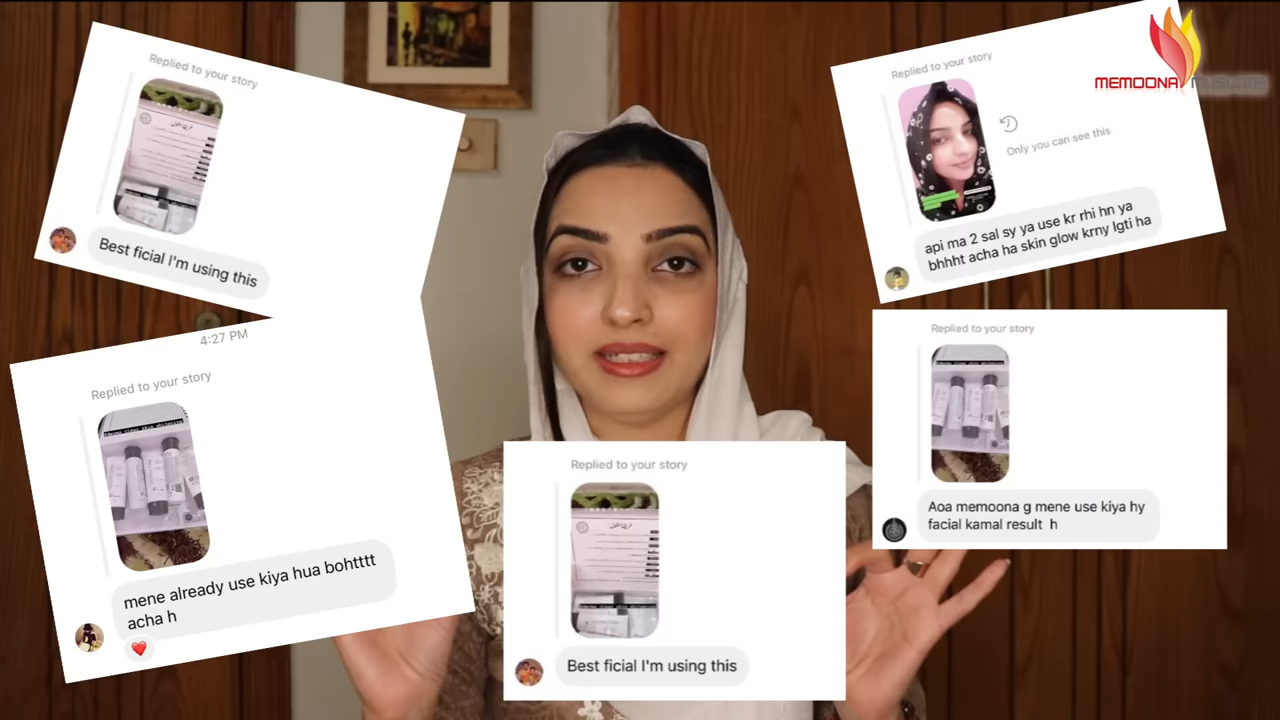 Replied to your story
Best ficial I'm using this
4:27 PM
Replied to your story
mene already use kiya hua bohtttt
acha h
Replied to your story
Best ficial I'm using this
MEMOONA MUSLIMA
Replied to your story
Only you can see this
api ma 2 sal sy ya use kr rhi hn ya
bhhht acha ha skin glow krny lgti ha
Replied to your story
Aoa memoona g mene use kiya hy
facial kamal result h